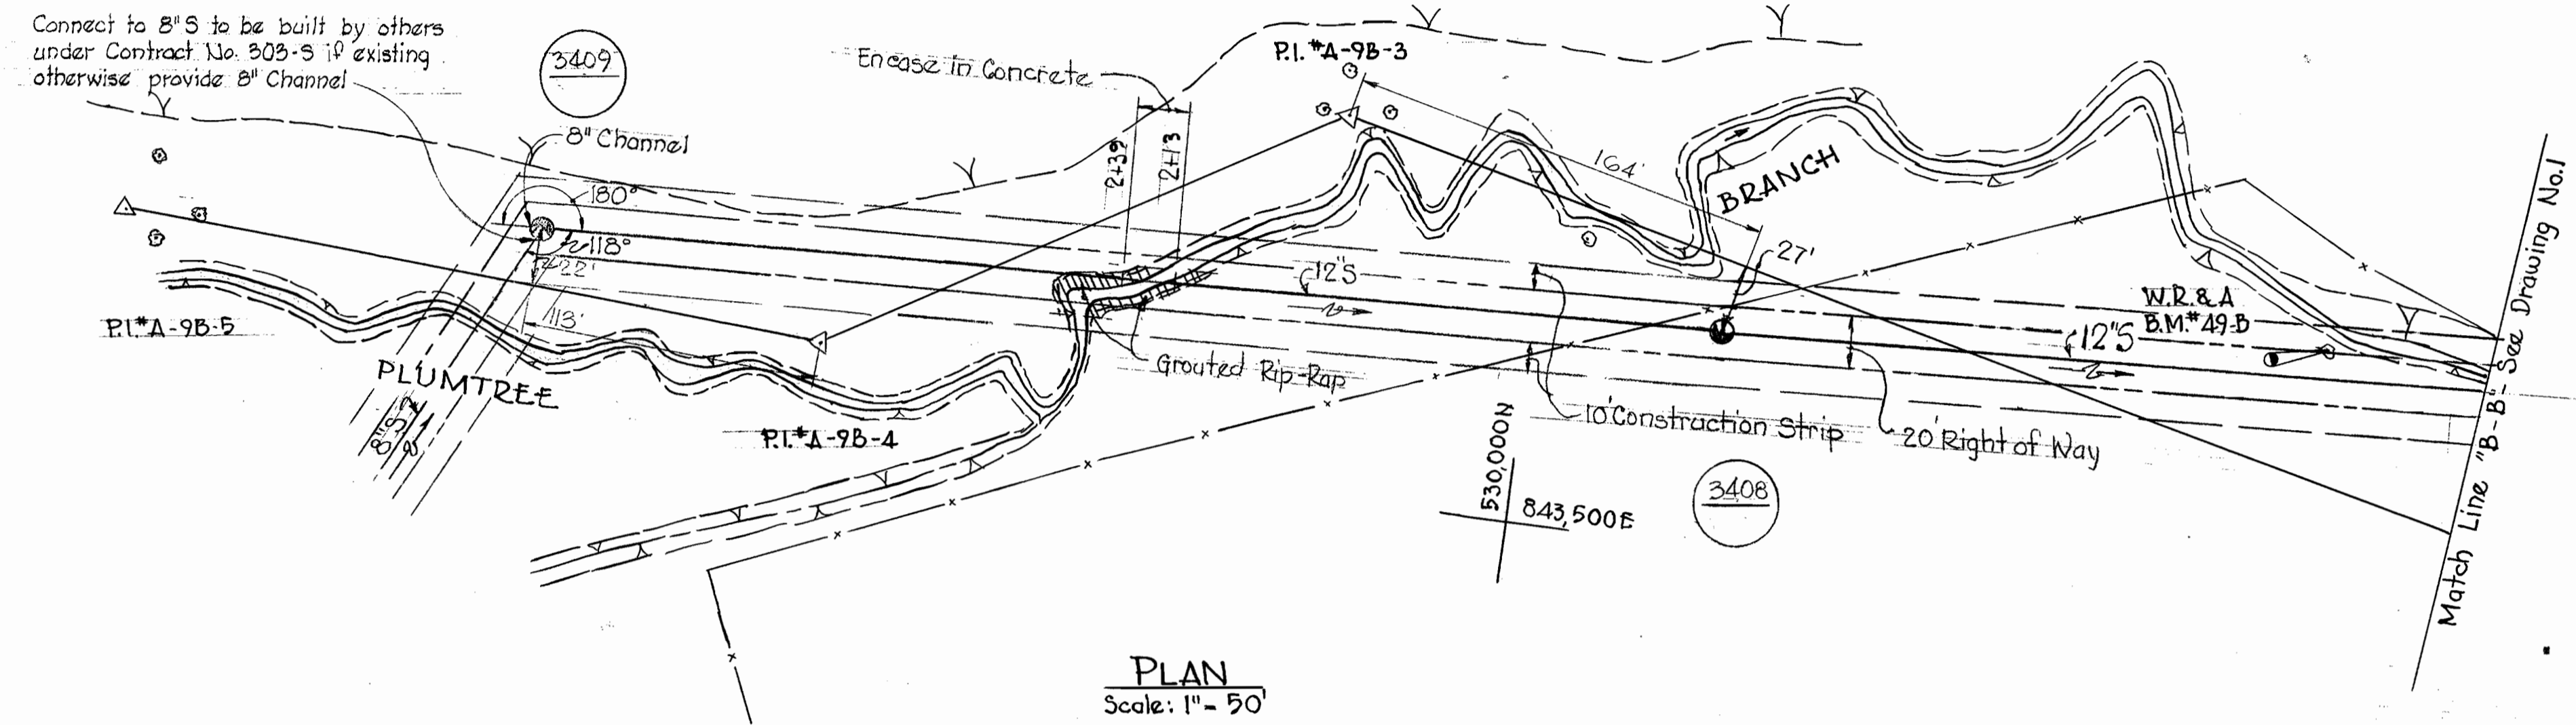 Connect to 8" S to be built by others
under Contract No. 303-S if existing
otherwise provide 8" Channel
3409
Encase in Concrete
P.I.#A-9B-3
8" Channel
180°
118°
22'
113'
2+39
2+13
164'
BRANCH
27'
12"S
W.R.& A
B.M.#49-B
12"S
P.I.#A-9B-5
PLUMTREE
8"S
P.I.#A-9B-4
Grouted Rip-Rap
10' Construction Strip
20' Right of Way
530,000N
843,500E
3408
Match Line "B-B"- See Drawing No.1
PLAN
Scale: 1"= 50'